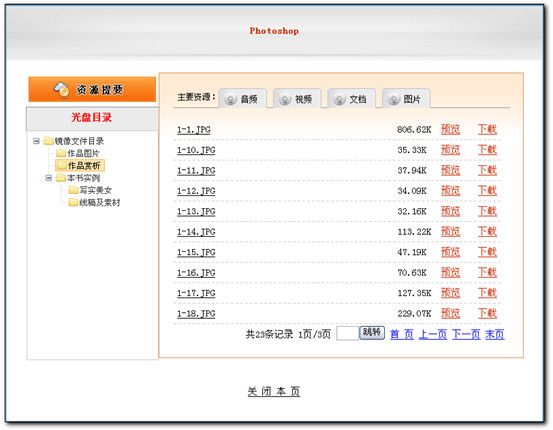 Photoshop
资源提要
光盘目录
镜像文件目录
作品图片
作品赏析
本书实例
写实美女
线稿及素材
主要资源： 音频 视频 文档 图片
1-1.JPG 806.62K 预览 下载
1-10.JPG 35.33K 预览 下载
1-11.JPG 37.94K 预览 下载
1-12.JPG 34.09K 预览 下载
1-13.JPG 32.16K 预览 下载
1-14.JPG 113.22K 预览 下载
1-15.JPG 47.19K 预览 下载
1-16.JPG 70.63K 预览 下载
1-17.JPG 127.35K 预览 下载
1-18.JPG 229.07K 预览 下载
共23条记录 1页/3页 跳转 首 页 上一页 下一页 末页
关 闭 本 页